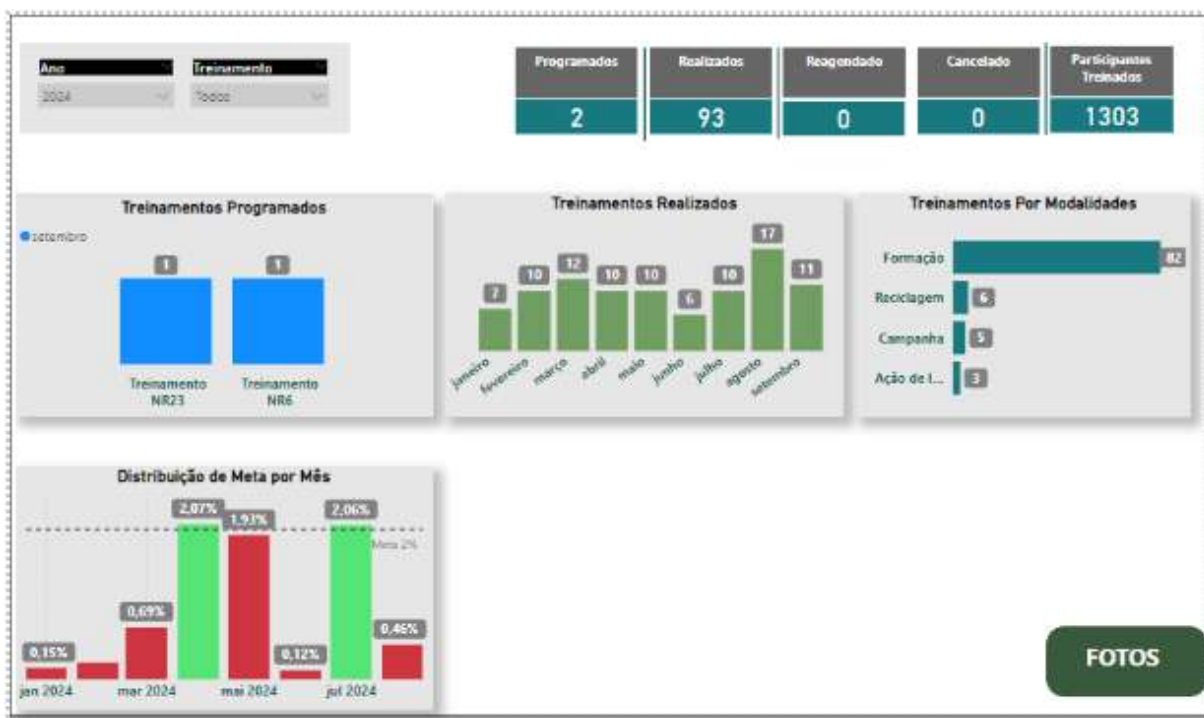 Ano
2024
Treinamento
Todos
Programados
2
Realizados
93
Reagendado
0
Cancelado
0
Participantes
Treinados
1303
Treinamentos Programados
setembro
1
1
Treinamento
NR23
Treinamento
NR6
Treinamentos Realizados
7
10
12
10
10
6
10
17
11
janeiro
fevereiro
março
abril
maio
junho
julho
agosto
setembro
Treinamentos Por Modalidades
Formação
82
Reciclagem
6
Campanha
5
Ação de I...
3
Distribuição de Meta por Mês
0,15%
0,69%
2,07%
1,93%
0,12%
2,06%
0,46%
Meta 2%
jan 2024
mar 2024
mai 2024
jul 2024
FOTOS